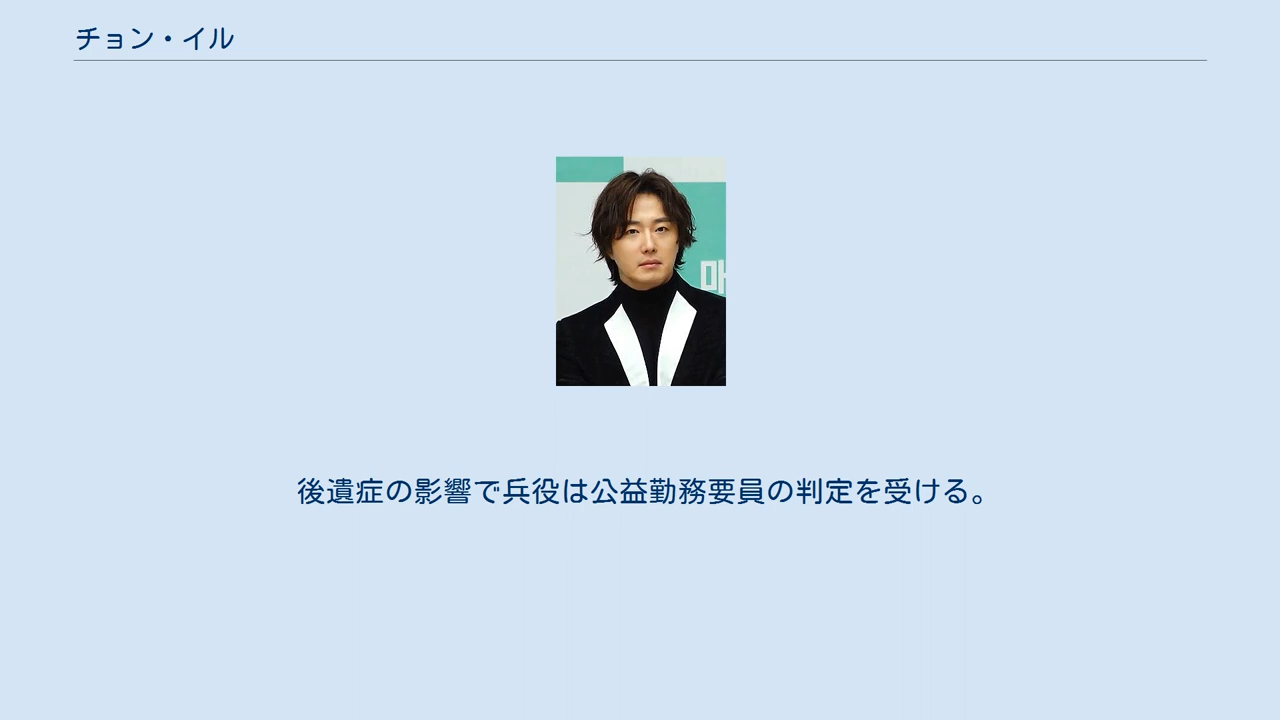 チョン・イル
매
後遺症の影響で兵役は公益勤務要員の判定を受ける。